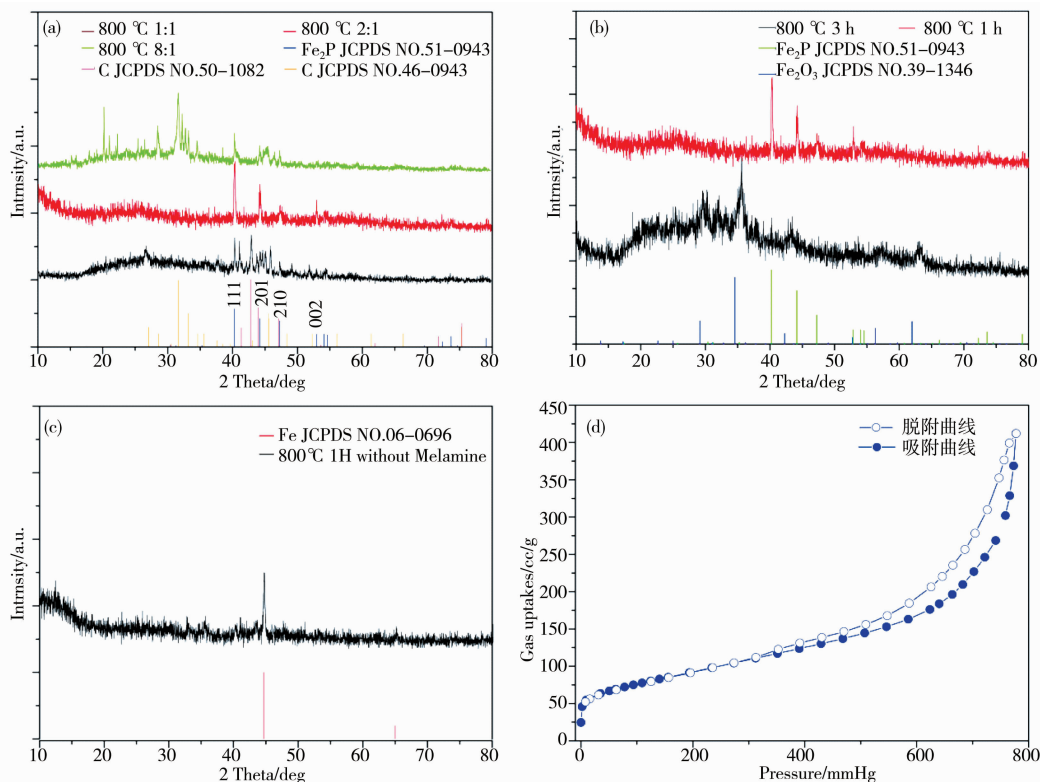 (a)
800 ℃ 1:1
800 ℃ 2:1
800 ℃ 8:1
Fe₂P JCPDS NO.51-0943
C JCPDS NO.50-1082
C JCPDS NO.46-0943
Intrnsity/a.u.
111
201
210
002
10 20 30 40 50 60 70 80
2 Theta/deg
(b)
800 ℃ 3 h
800 ℃ 1 h
Fe₂P JCPDS NO.51-0943
Fe₂O₃ JCPDS NO.39-1346
Intrnsity/a.u.
10 20 30 40 50 60 70 80
2 Theta/deg
(c)
Fe JCPDS NO.06-0696
800℃ 1H without Melamine
Intrnsity/a.u.
10 20 30 40 50 60 70 80
2 Theta/deg
(d)
脱附曲线
吸附曲线
Gas uptakes/cc/g
450
400
350
300
250
200
150
100
50
0
0 200 400 600 800
Pressure/mmHg